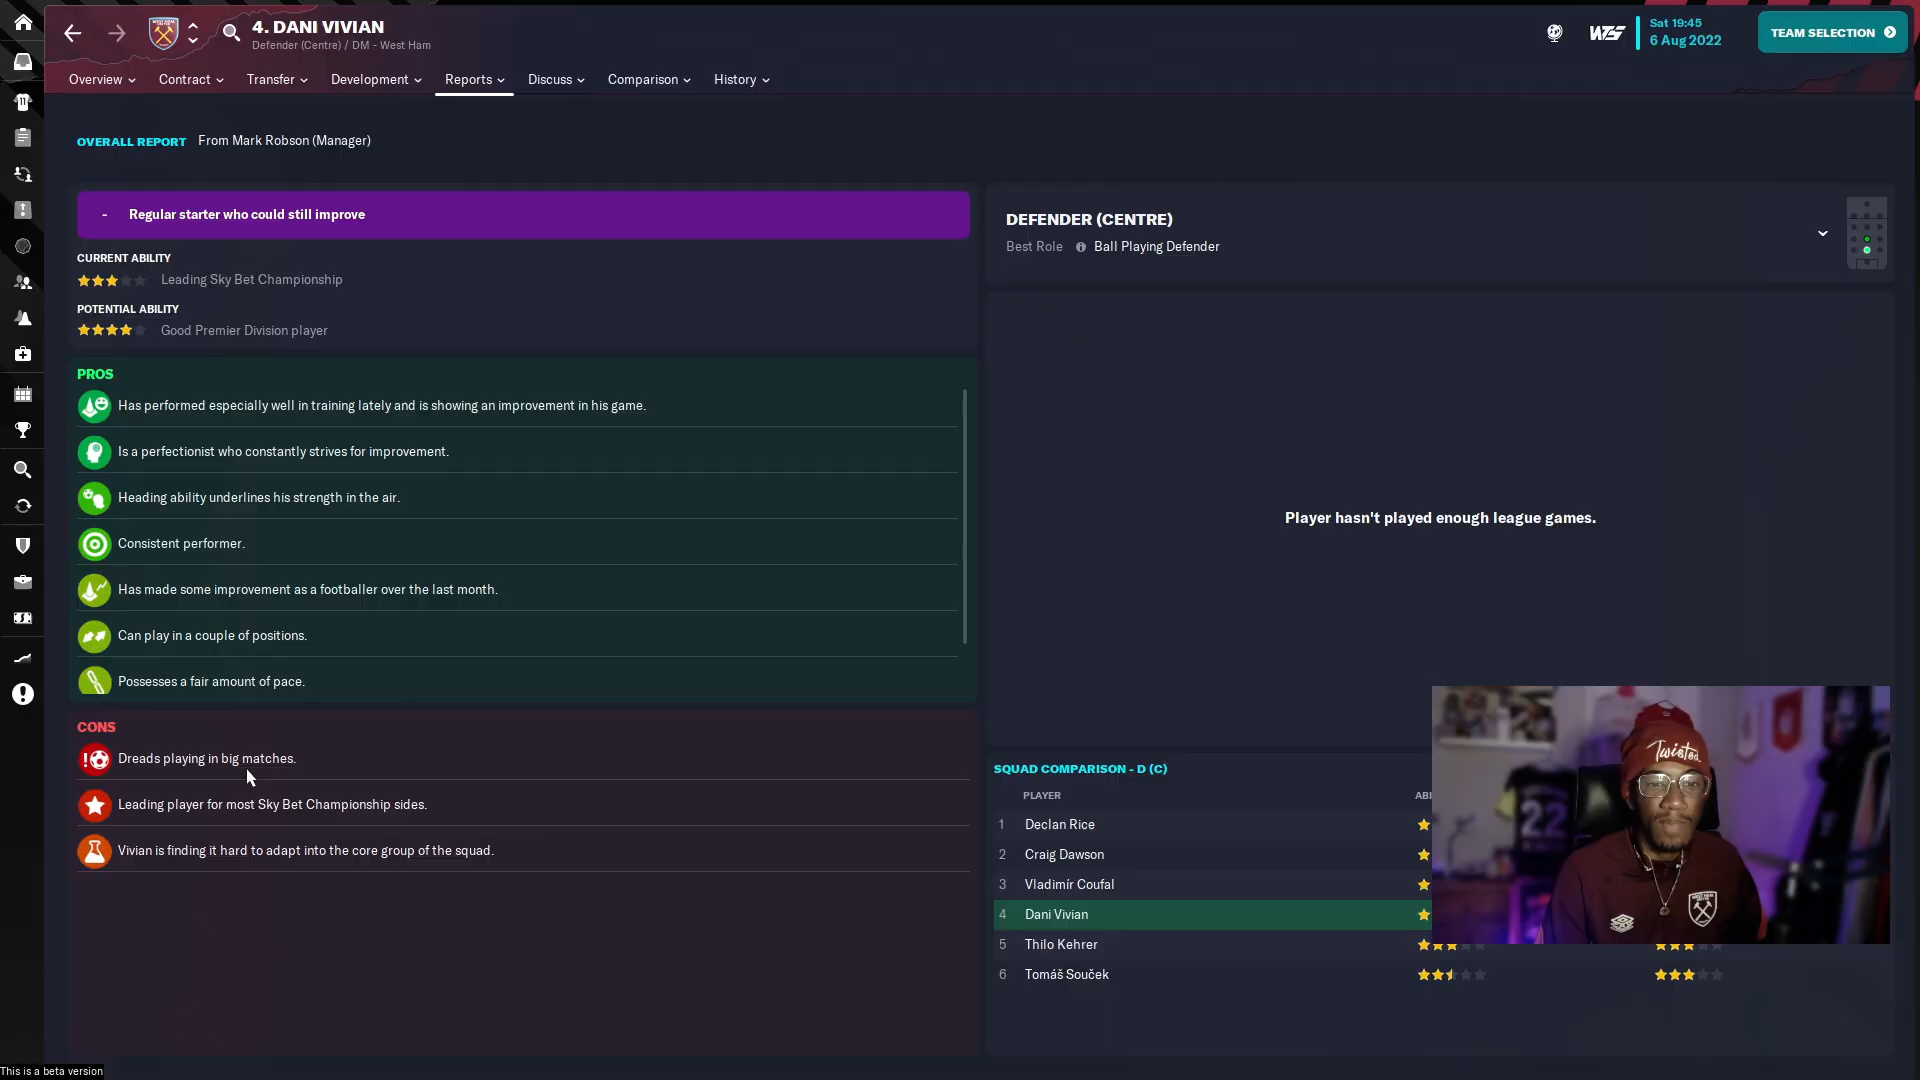 4. DANI VIVIAN
Defender (Centre) / DM - West Ham
Sat 19:45
6 Aug 2022
TEAM SELECTION
Overview
Contract
Transfer
Development
Reports
Discuss
Comparison
History
OVERALL REPORT From Mark Robson (Manager)
- Regular starter who could still improve
CURRENT ABILITY
Leading Sky Bet Championship
POTENTIAL ABILITY
Good Premier Division player
PROS
Has performed especially well in training lately and is showing an improvement in his game.
Is a perfectionist who constantly strives for improvement.
Heading ability underlines his strength in the air.
Consistent performer.
Has made some improvement as a footballer over the last month.
Can play in a couple of positions.
Possesses a fair amount of pace.
CONS
Dreads playing in big matches.
Leading player for most Sky Bet Championship sides.
Vivian is finding it hard to adapt into the core group of the squad.
DEFENDER (CENTRE)
Best Role Ball Playing Defender
Player hasn't played enough league games.
SQUAD COMPARISON - D (C)
PLAYER
1 Declan Rice
2 Craig Dawson
3 Vladimír Coufal
4 Dani Vivian
5 Thilo Kehrer
6 Tomáš Souček
Twisted
22
umbro
This is a beta version